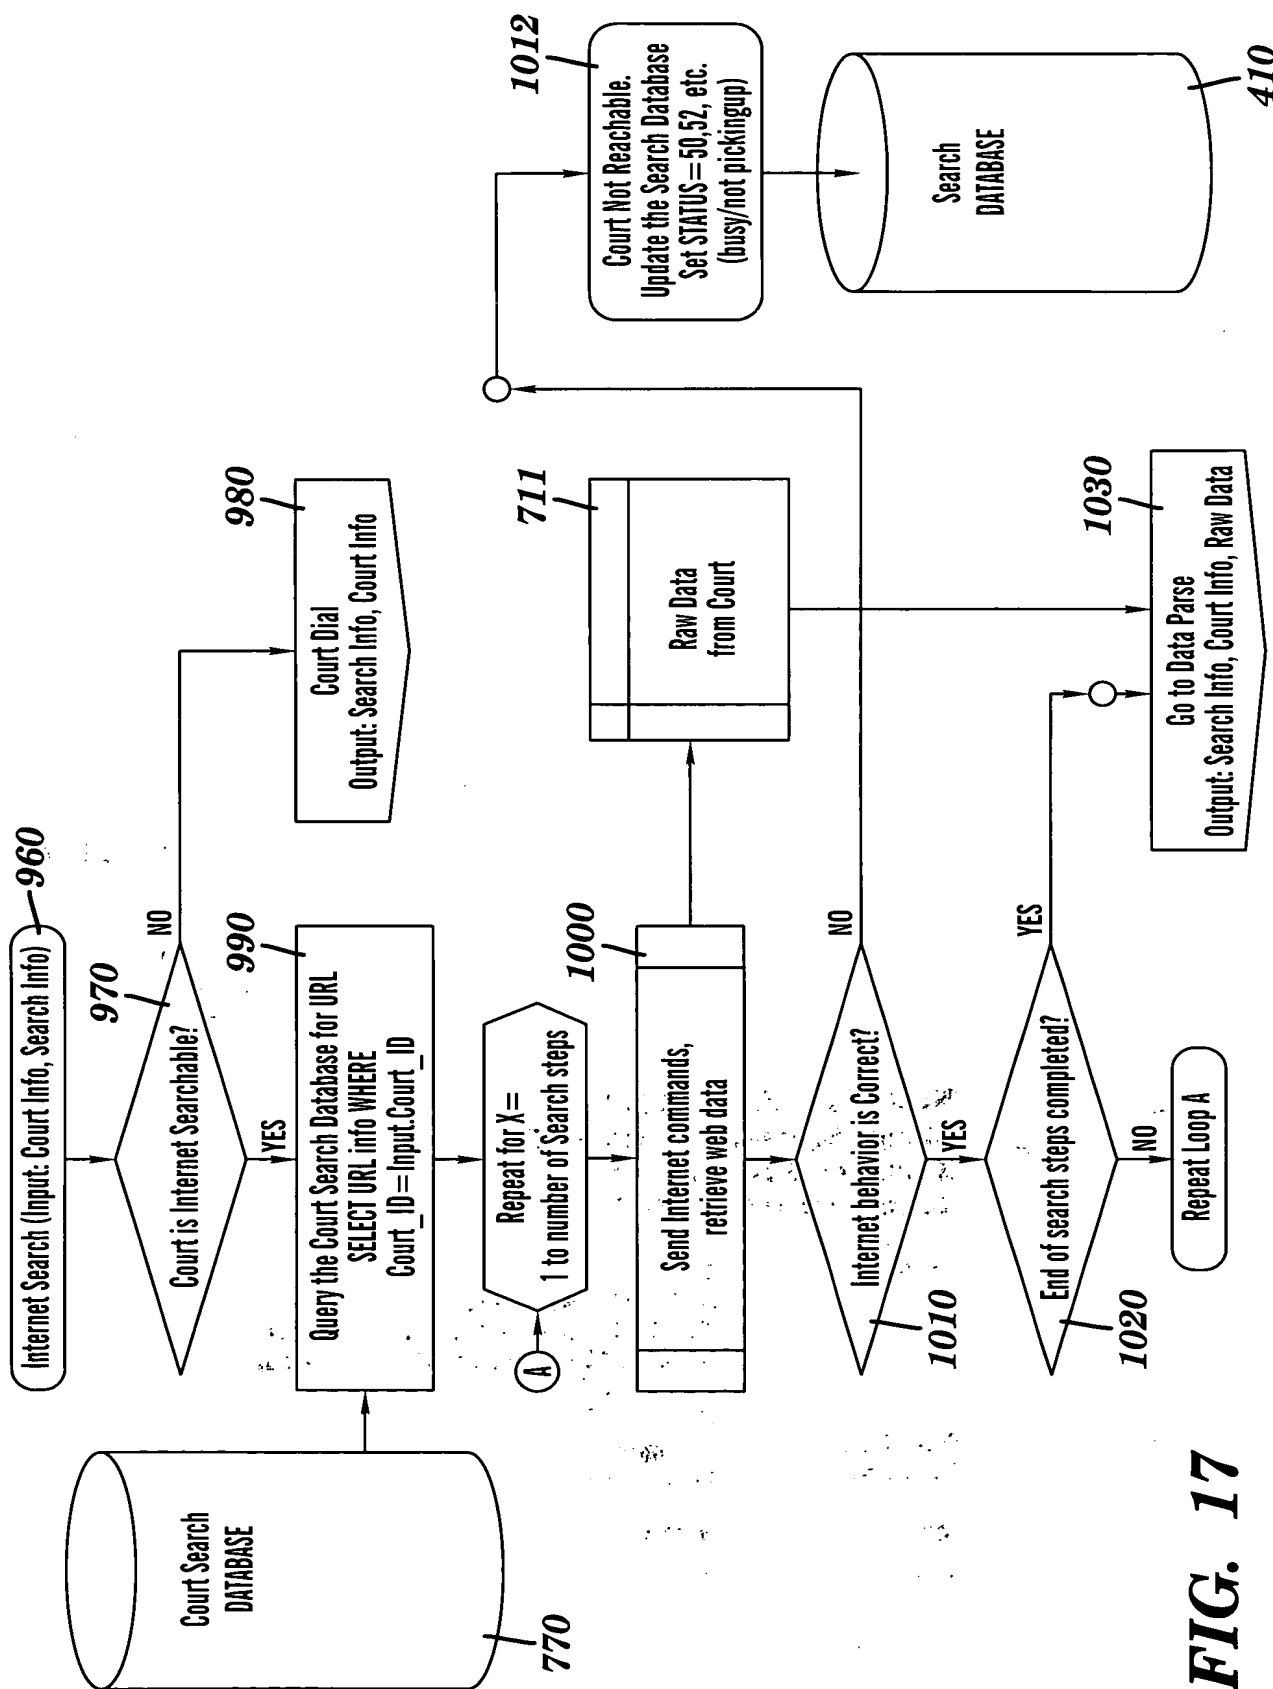 Internet Search (Input: Court Info, Search Info)
960
Court is Internet Searchable?
970
NO
YES
Court Dial
Output: Search Info, Court Info
980
Court Search
DATABASE
770
Query the Court Search Database for URL
SELECT URL info WHERE
Court_ID=Input.Court_ID
990
A
Repeat for X=
1 to number of Search steps
Send Internet commands,
retrieve web data
1000
Raw Data
from Court
711
Internet behavior is Correct?
1010
NO
YES
Court Not Reachable.
Update the Search Database
Set STATUS=50,52, etc.
(busy/not pickingup)
1012
Search
DATABASE
410
End of search steps completed?
1020
YES
NO
Go to Data Parse
Output: Search Info, Court Info, Raw Data
1030
Repeat Loop A
FIG. 17